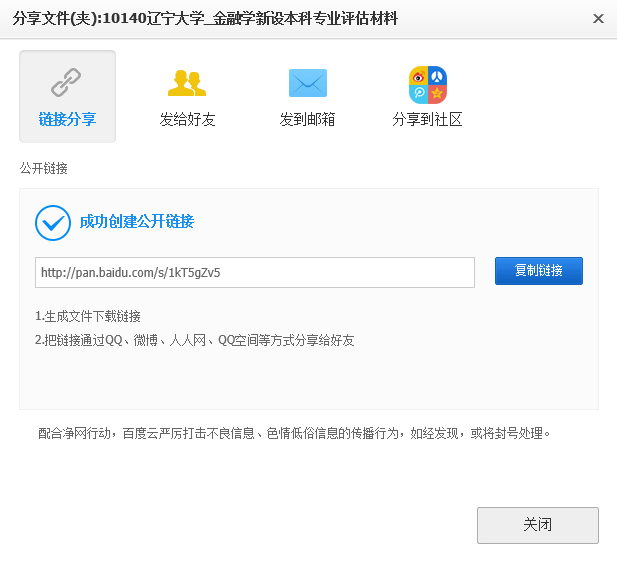 分享文件(夹):10140辽宁大学_金融学新设本科专业评估材料
链接分享
发给好友
发到邮箱
分享到社区
公开链接
成功创建公开链接
http://pan.baidu.com/s/1kT5gZv5
复制链接
1.生成文件下载链接
2.把链接通过QQ、微博、人人网、QQ空间等方式分享给好友
配合净网行动，百度云严厉打击不良信息、色情低俗信息的传播行为，如经发现，或将封号处理。
关闭